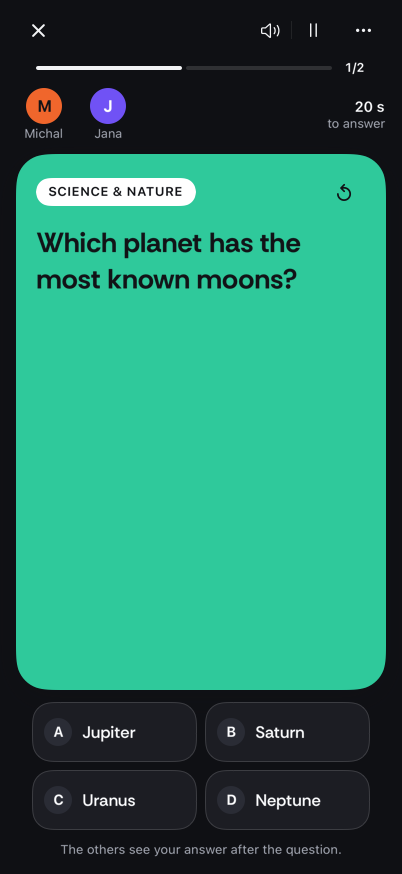 1/2
M
J
Michal
Jana
20 s
to answer
SCIENCE & NATURE
Which planet has the
most known moons?
A Jupiter
B Saturn
C Uranus
D Neptune
The others see your answer after the question.